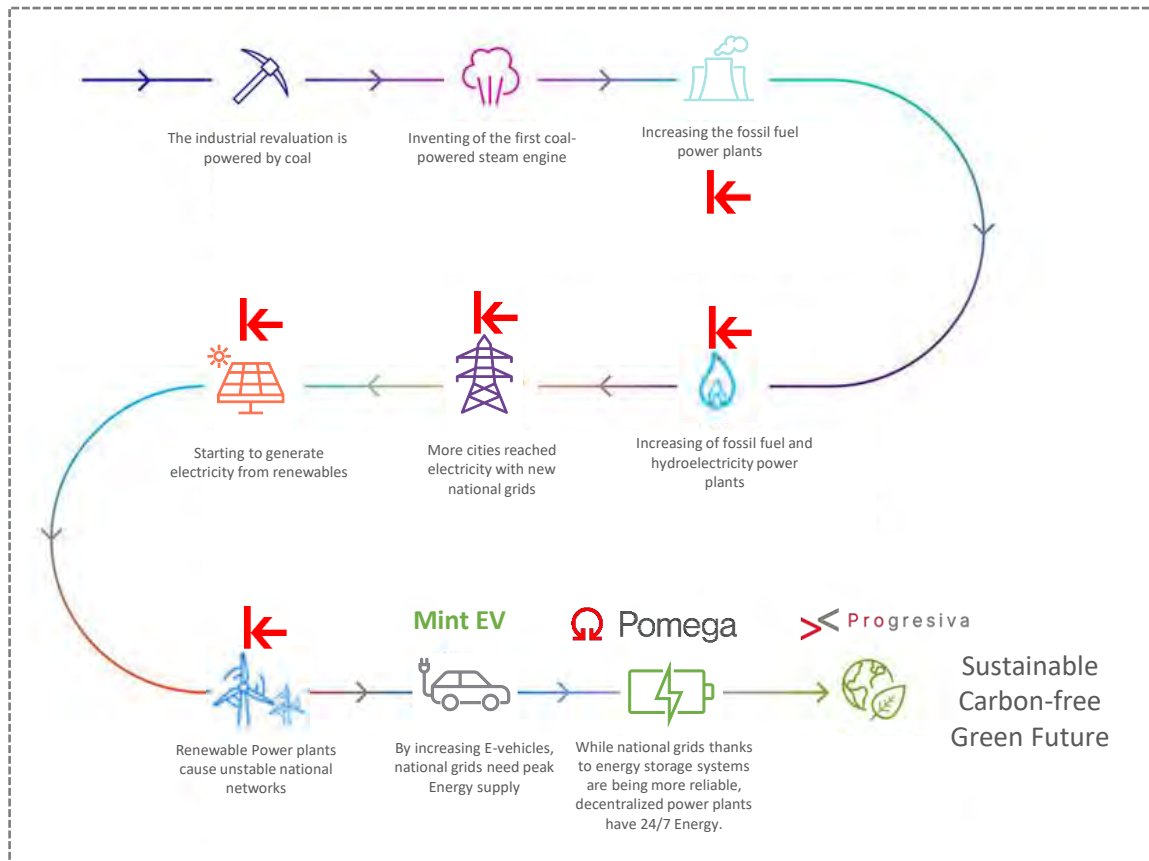 The industrial revaluation is
powered by coal
Inventing of the first coal-
powered steam engine
Increasing the fossil fuel
power plants
Starting to generate
electricity from renewables
More cities reached
electricity with new
national grids
Increasing of fossil fuel and
hydroelectricity power
plants
Mint EV
Pomega
Progresiva
Renewable Power plants
cause unstable national
networks
By increasing E-vehicles,
national grids need peak
Energy supply
While national grids thanks
to energy storage systems
are being more reliable,
decentralized power plants
have 24/7 Energy.
Sustainable
Carbon-free
Green Future